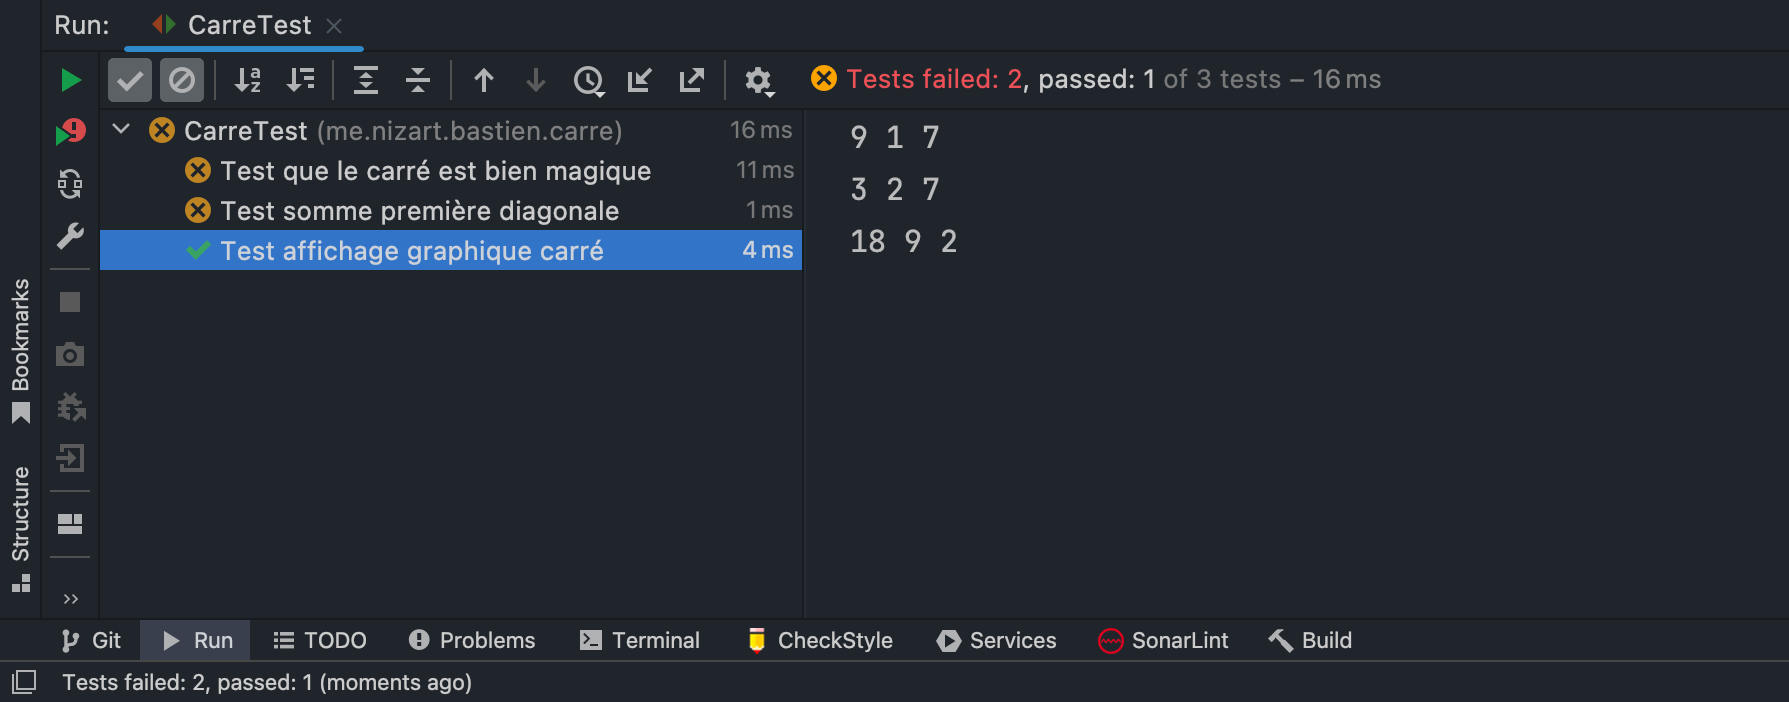 Run: CarreTest
Tests failed: 2, passed: 1 of 3 tests – 16 ms
CarreTest (me.nizart.bastien.carre) 16 ms
Test que le carré est bien magique 11 ms
Test somme première diagonale 1 ms
Test affichage graphique carré 4 ms
9 1 7
3 2 7
18 9 2
Bookmarks
Structure
Git Run TODO Problems Terminal CheckStyle Services SonarLint Build
Tests failed: 2, passed: 1 (moments ago)